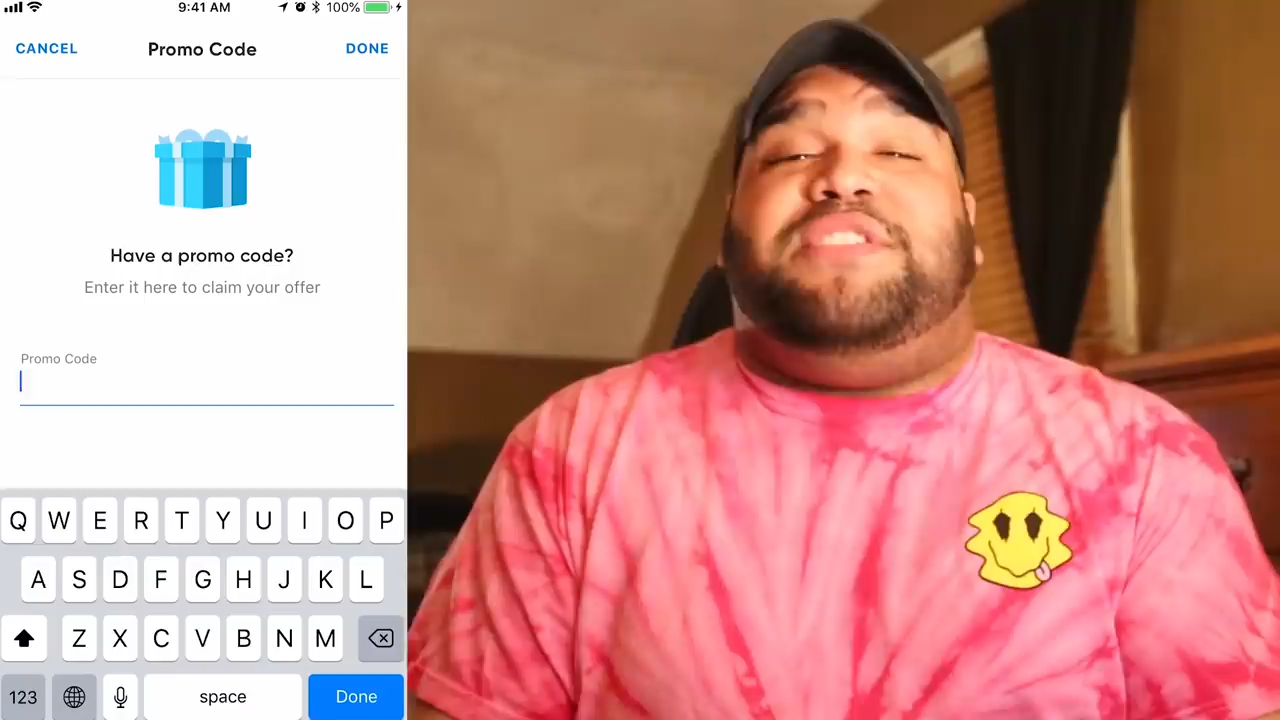 9:41 AM
100%
CANCEL
Promo Code
DONE
Have a promo code?
Enter it here to claim your offer
Promo Code
Q W E R T Y U I O P
A S D F G H J K L
Z X C V B N M
123
space
Done